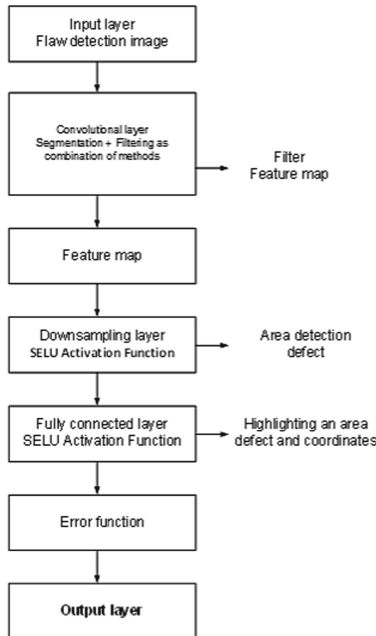 Input layer
Flaw detection image
Convolutional layer
Segmentation + Filtering as
combination of methods
Filter
Feature map
Feature map
Downsampling layer
SELU Activation Function
Area detection
defect
Fully connected layer
SELU Activation Function
Highlighting an area
defect and coordinates
Error function
Output layer